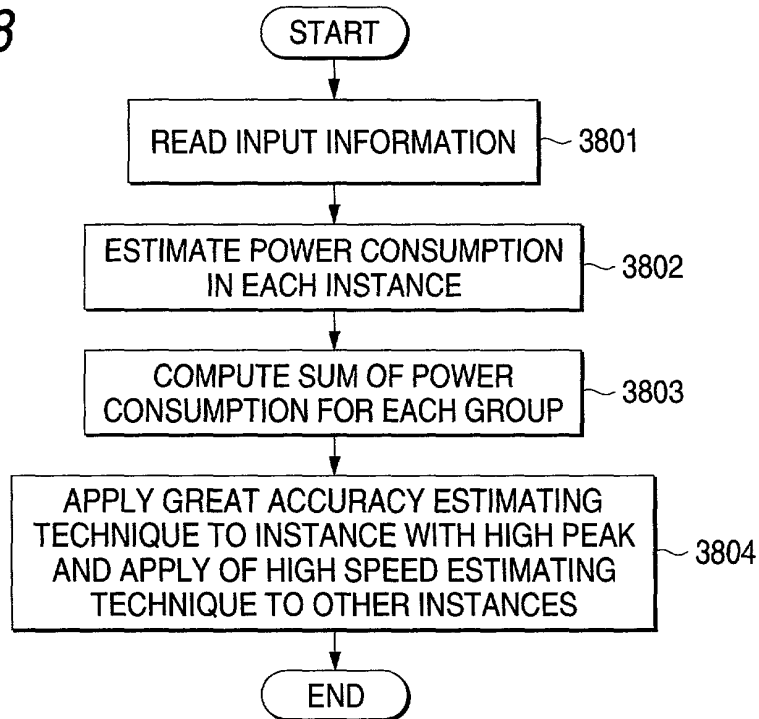 8
START
READ INPUT INFORMATION
3801
ESTIMATE POWER CONSUMPTION
IN EACH INSTANCE
3802
COMPUTE SUM OF POWER
CONSUMPTION FOR EACH GROUP
3803
APPLY GREAT ACCURACY ESTIMATING
TECHNIQUE TO INSTANCE WITH HIGH PEAK
AND APPLY OF HIGH SPEED ESTIMATING
TECHNIQUE TO OTHER INSTANCES
3804
END